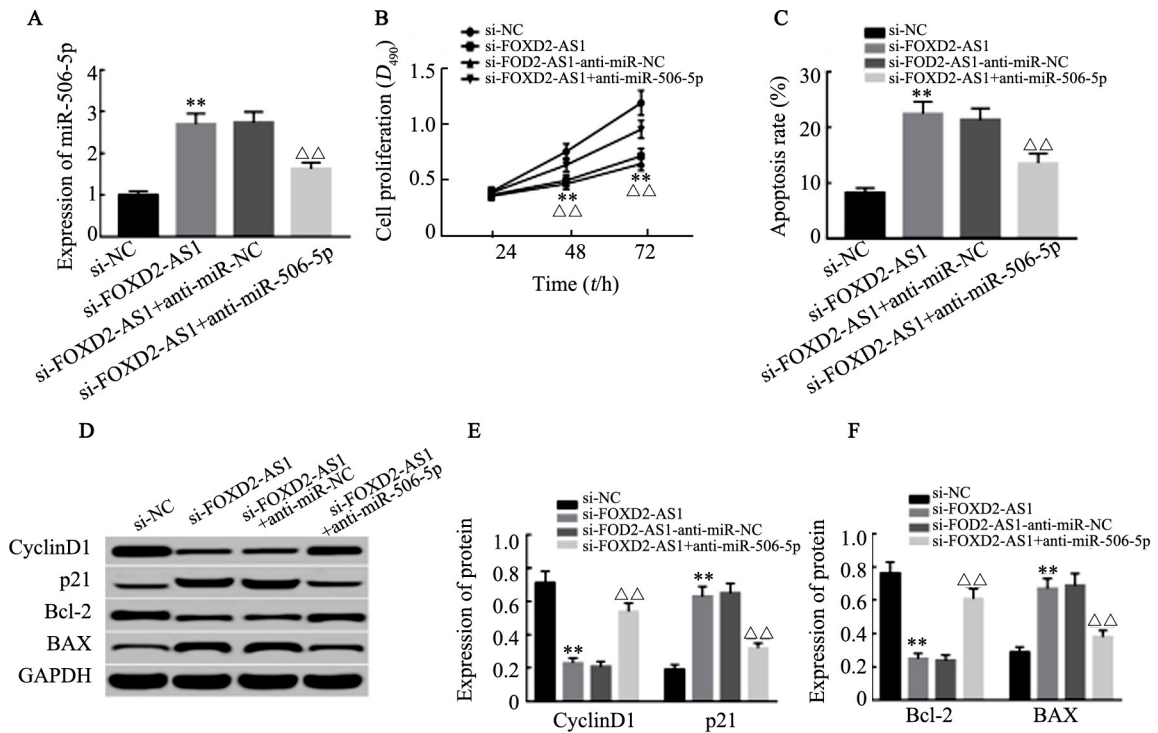 A
Expression of miR-506-5p
4
3
2
1
0
**
△△
si-NC
si-FOXD2-AS1
si-FOXD2-AS1+anti-miR-NC
si-FOXD2-AS1+anti-miR-506-5p
B
si-NC
si-FOXD2-AS1
si-FOD2-AS1-anti-miR-NC
si-FOXD2-AS1+anti-miR-506-5p
Cell proliferation (D490)
1.5
1.0
0.5
0
**
△△
**
△△
24 48 72
Time (t/h)
C
si-NC
si-FOXD2-AS1
si-FOD2-AS1-anti-miR-NC
si-FOXD2-AS1+anti-miR-506-5p
Apoptosis rate (%)
30
20
10
0
**
△△
si-NC
si-FOXD2-AS1
si-FOXD2-AS1+anti-miR-NC
si-FOXD2-AS1+anti-miR-506-5p
D
si-NC
si-FOXD2-AS1
si-FOXD2-AS1
+anti-miR-NC
si-FOXD2-AS1
+anti-miR-506-5p
CyclinD1
p21
Bcl-2
BAX
GAPDH
E
si-NC
si-FOXD2-AS1
si-FOD2-AS1-anti-miR-NC
si-FOXD2-AS1+anti-miR-506-5p
Expression of protein
1.0
0.8
0.6
0.4
0.2
0
**
△△
**
△△
CyclinD1 p21
F
si-NC
si-FOXD2-AS1
si-FOD2-AS1-anti-miR-NC
si-FOXD2-AS1+anti-miR-506-5p
Expression of protein
1.0
0.8
0.6
0.4
0.2
0
**
△△
**
△△
Bcl-2 BAX